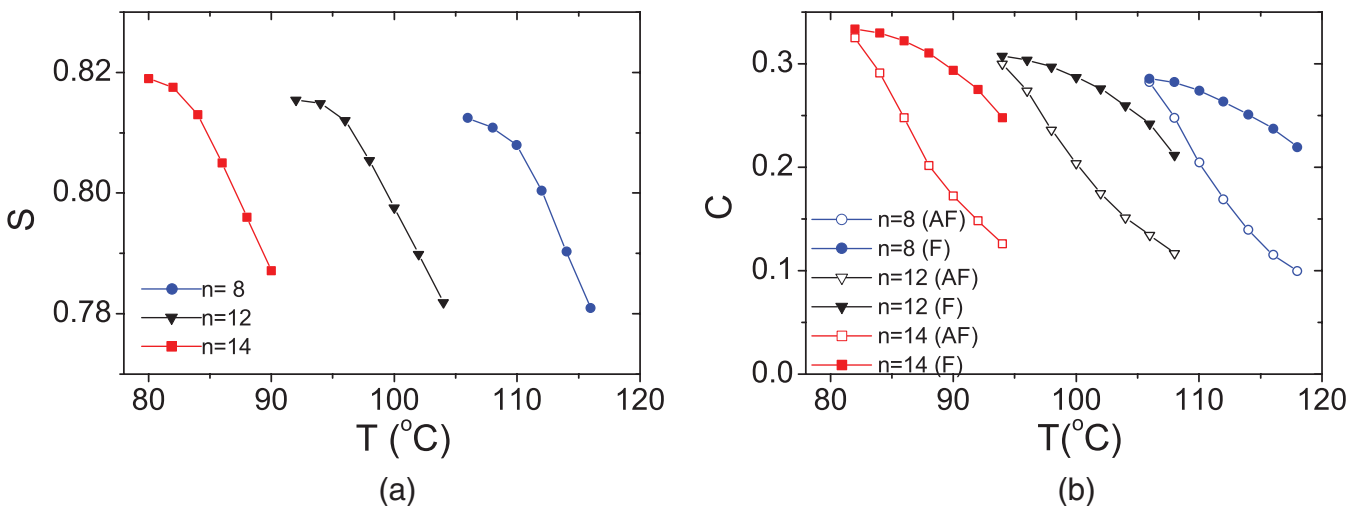 S
0.82
0.80
0.78
80
90
100
110
120
T (°C)
n= 8
n=12
n=14
(a)
C
0.3
0.2
0.1
0.0
80
90
100
110
120
T(°C)
n=8 (AF)
n=8 (F)
n=12 (AF)
n=12 (F)
n=14 (AF)
n=14 (F)
(b)